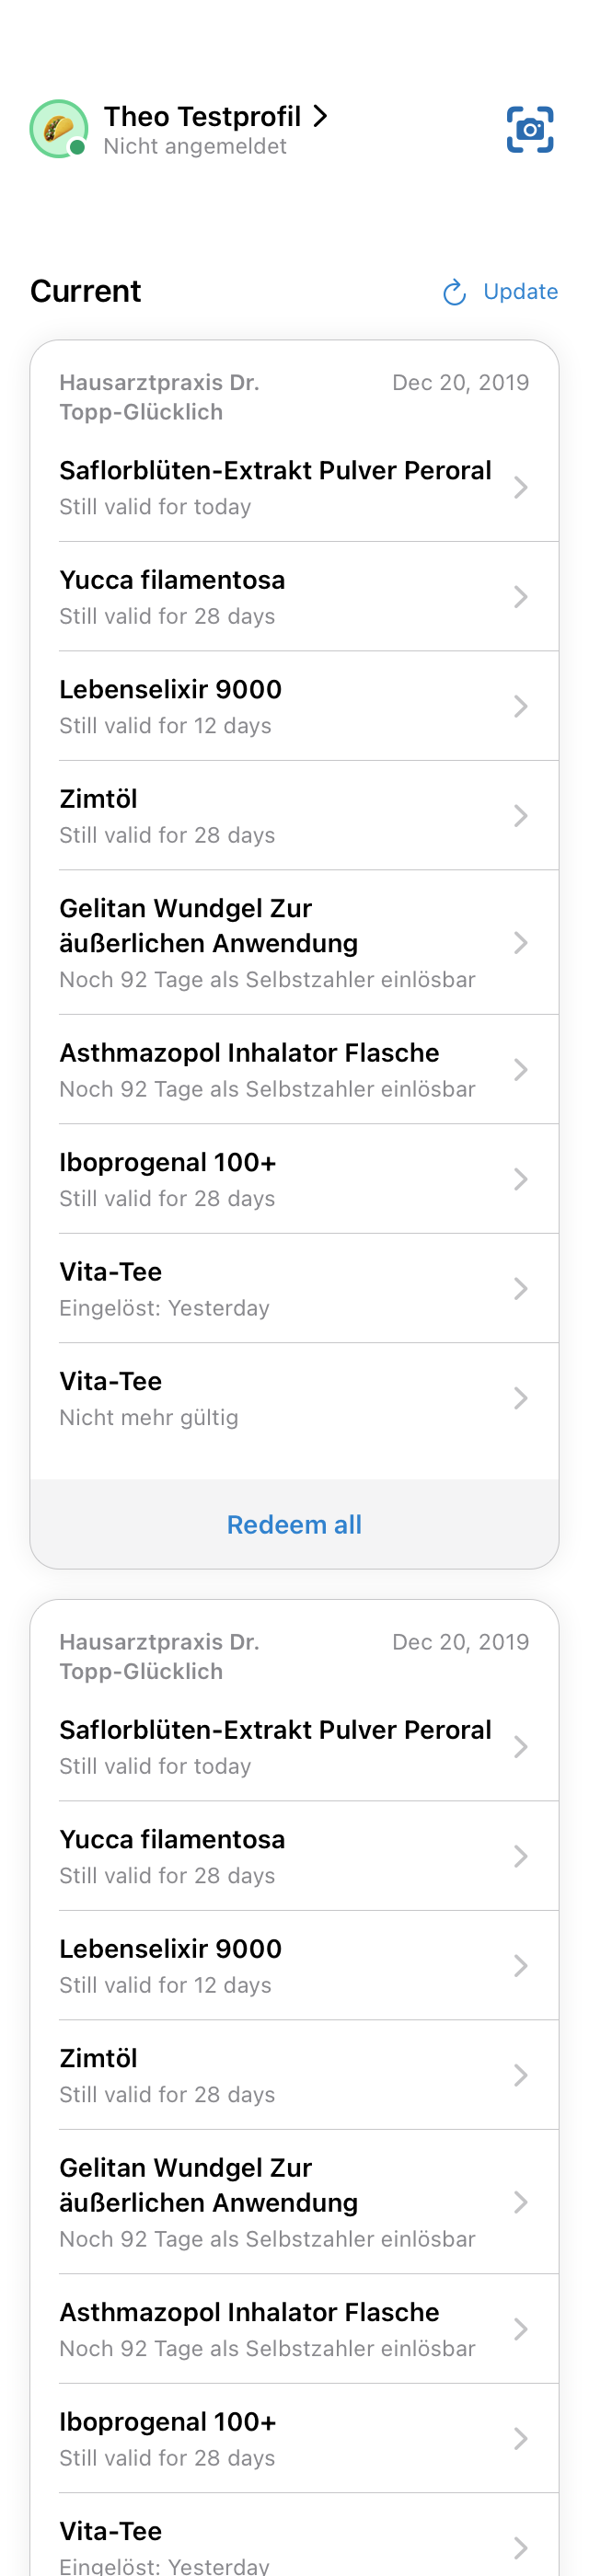 Theo Testprofil
Nicht angemeldet
Current
Update
Hausarztpraxis Dr. Dec 20, 2019
Topp-Glücklich
Saflorblüten-Extrakt Pulver Peroral
Still valid for today
Yucca filamentosa
Still valid for 28 days
Lebenselixir 9000
Still valid for 12 days
Zimtöl
Still valid for 28 days
Gelitan Wundgel Zur
äußerlichen Anwendung
Noch 92 Tage als Selbstzahler einlösbar
Asthmazopol Inhalator Flasche
Noch 92 Tage als Selbstzahler einlösbar
Iboprogenal 100+
Still valid for 28 days
Vita-Tee
Eingelöst: Yesterday
Vita-Tee
Nicht mehr gültig
Redeem all
Hausarztpraxis Dr. Dec 20, 2019
Topp-Glücklich
Saflorblüten-Extrakt Pulver Peroral
Still valid for today
Yucca filamentosa
Still valid for 28 days
Lebenselixir 9000
Still valid for 12 days
Zimtöl
Still valid for 28 days
Gelitan Wundgel Zur
äußerlichen Anwendung
Noch 92 Tage als Selbstzahler einlösbar
Asthmazopol Inhalator Flasche
Noch 92 Tage als Selbstzahler einlösbar
Iboprogenal 100+
Still valid for 28 days
Vita-Tee
Eingelöst: Yesterday